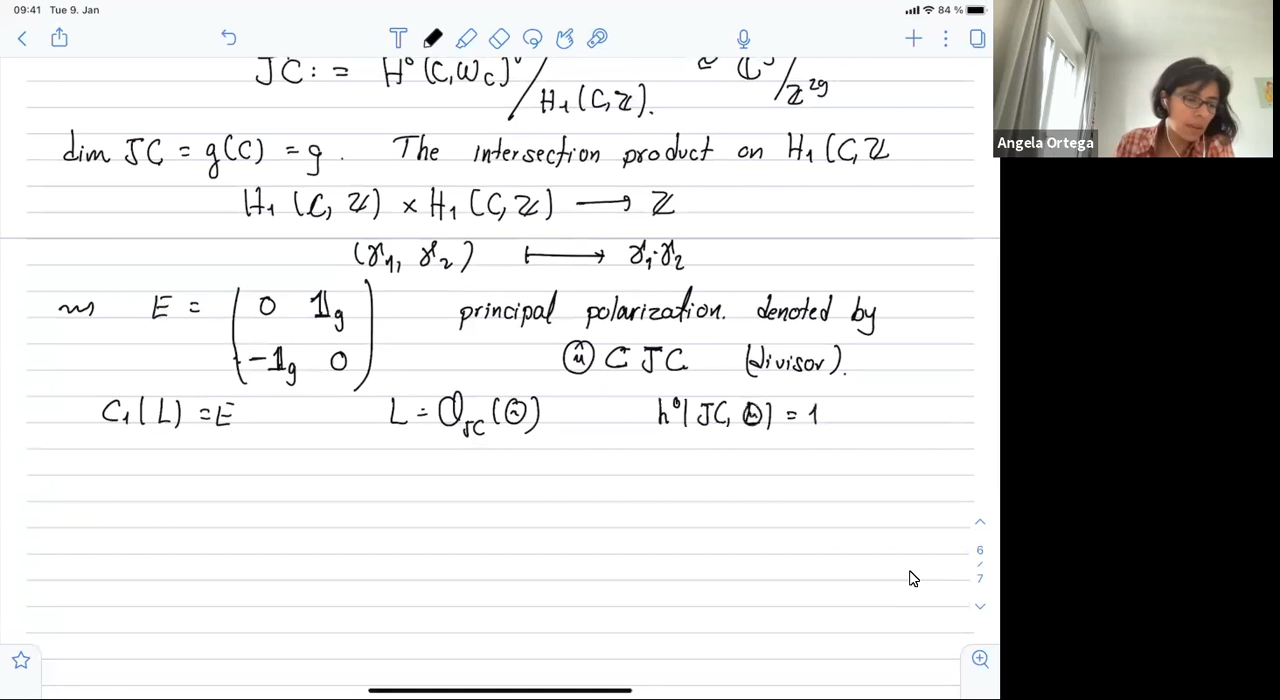 09:41 Tue 9. Jan
84 %
JC := H⁰(C, ω_C)^∨ / H₁(C, ℤ). ≃ ℂ^g / ℤ^{2g}
dim JC = g(C) = g. The intersection product on H₁(C, ℤ
H₁(C, ℤ) × H₁(C, ℤ) ⟶ ℤ
(γ₁, γ₂) ⟼ γ₁·γ₂
⇝ E = ( 0 𝟙_g ; −𝟙_g 0 ) principal polarization. denoted by
Θ ⊂ JC (divisor).
C₁(L) = E L = O_{JC}(Θ) h⁰(JC, Θ) = 1
6
7
Angela Ortega